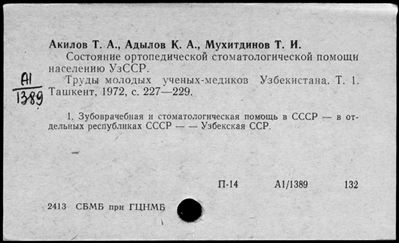 Акилов Т. А., Адылов К. А., Мухитдинов Т. И.
Состояние ортопедической стоматологической помощи
населению УзССР.
А1
1389
Труды молодых ученых-медиков Узбекистана. Т. 1.
Ташкент, 1972, с. 227—229.
1. Зубоврачебная и стоматологическая помощь в СССР — в от-
дельных республиках СССР — — Узбекская ССР.
П-14 А1/1389 132
2413 СБМБ при ГЦНМБ